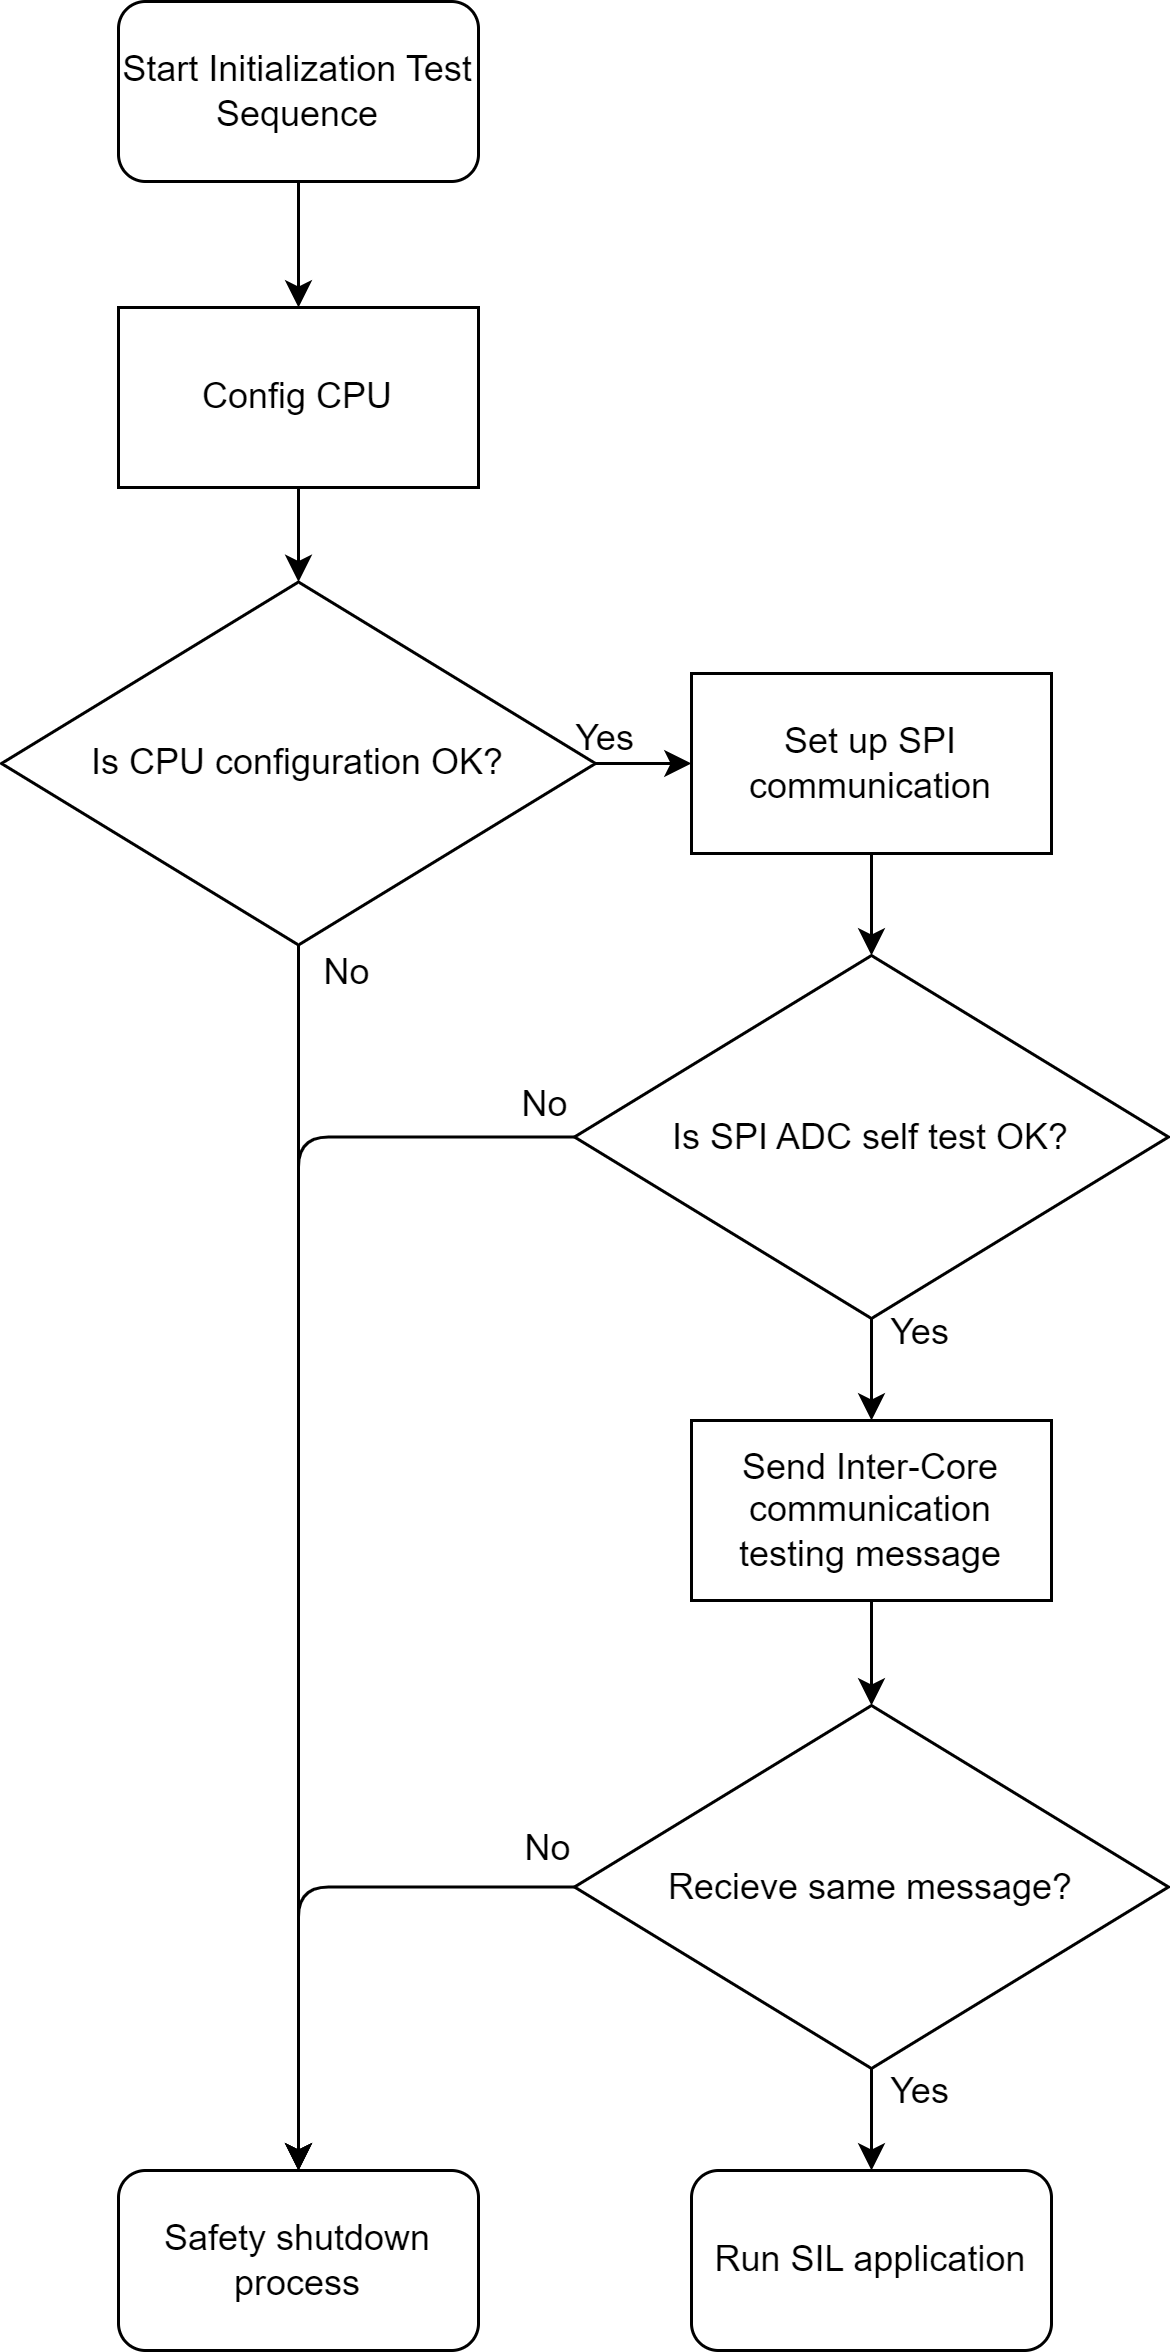 Start Initialization Test
Sequence
Config CPU
Is CPU configuration OK?
Yes
Set up SPI
communication
No
No
Is SPI ADC self test OK?
Yes
Send Inter-Core
communication
testing message
No
Recieve same message?
Yes
Safety shutdown
process
Run SIL application